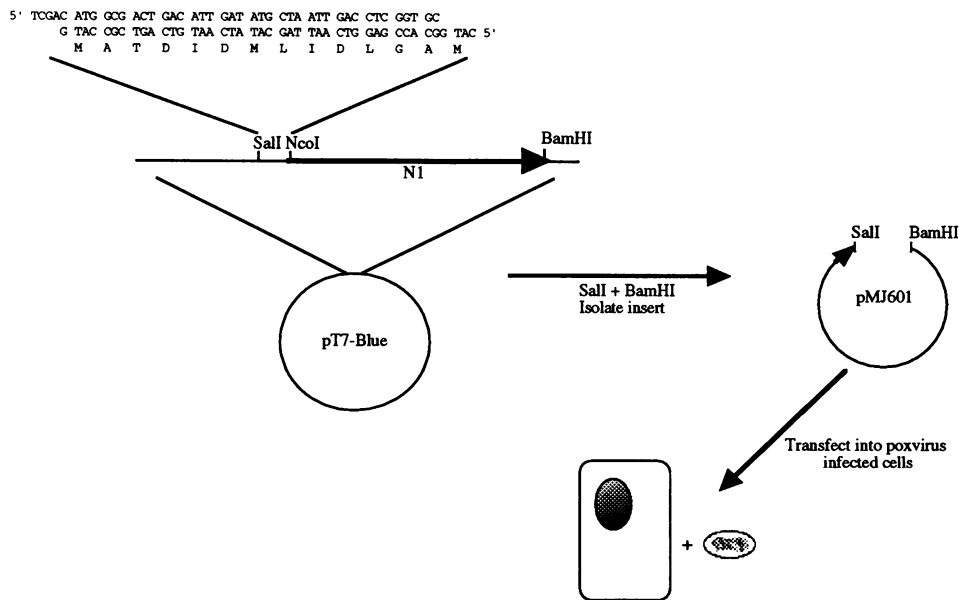 5' TCGAC ATG GCG ACT GAC ATT GAT ATG CTA ATT GAC CTC GGT GC
G TAC CGC TGA CTG TAA CTA TAC GAT TAA CTG GAG CCA CGG TAC 5'
M A T D I D M L I D L G A M
SalI NcoI
BamHI
N1
SalI BamHI
SalI + BamHI
Isolate insert
pMJ601
pT7-Blue
Transfect into poxvirus
infected cells
+